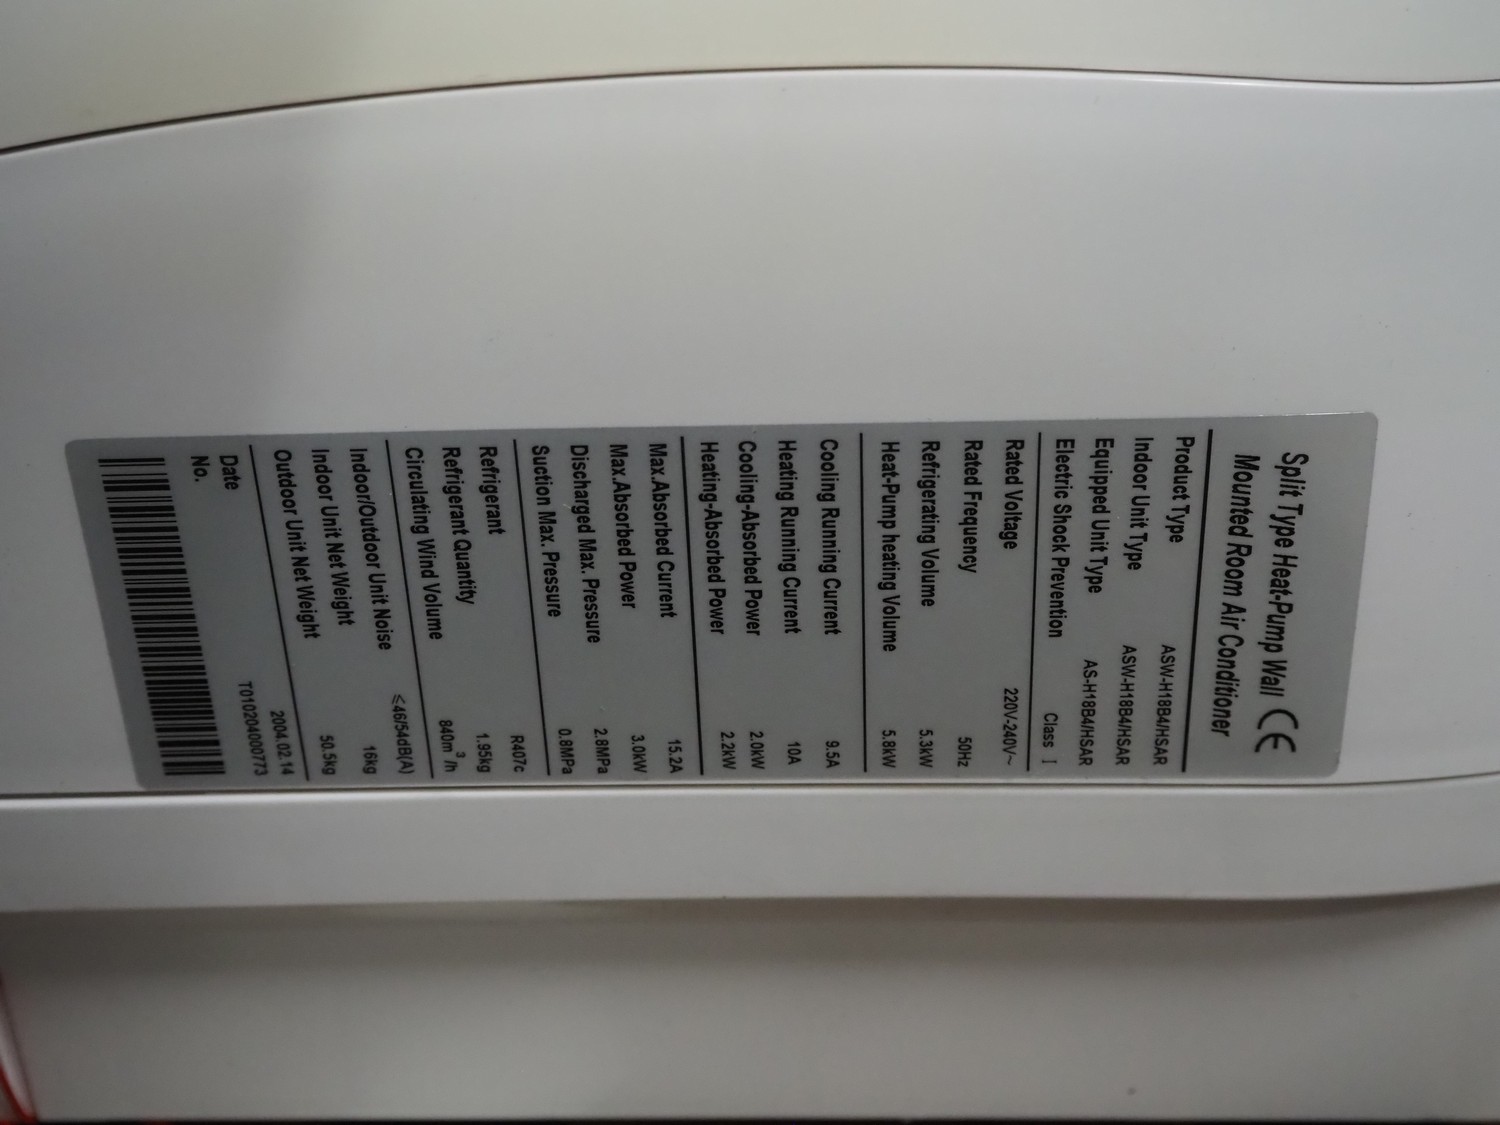 Split Type Heat-Pump Wall CE
Mounted Room Air Conditioner
Product Type ASW-H18B4/HSAR
Indoor Unit Type ASW-H18B4/HSAR
Equipped Unit Type AS-H18B4/HSAR
Electric Shock Prevention Class I
Rated Voltage 220V-240V~
Rated Frequency 50Hz
Refrigerating Volume 5.3kW
Heat-Pump heating Volume 5.8kW
Cooling Running Current 9.5A
Heating Running Current 10A
Cooling-Absorbed Power 2.0kW
Heating-Absorbed Power 2.2kW
Max.Absorbed Current 15.2A
Max.Absorbed Power 3.0kW
Discharged Max. Pressure 2.8MPa
Suction Max. Pressure 0.8MPa
Refrigerant R407c
Refrigerant Quantity 1.95kg
Circulating Wind Volume 840m³/h
Indoor/Outdoor Unit Noise ≤46/54dB(A)
Indoor Unit Net Weight 16kg
Outdoor Unit Net Weight 50.5kg
Date 2004.02.14
No. T010204000773